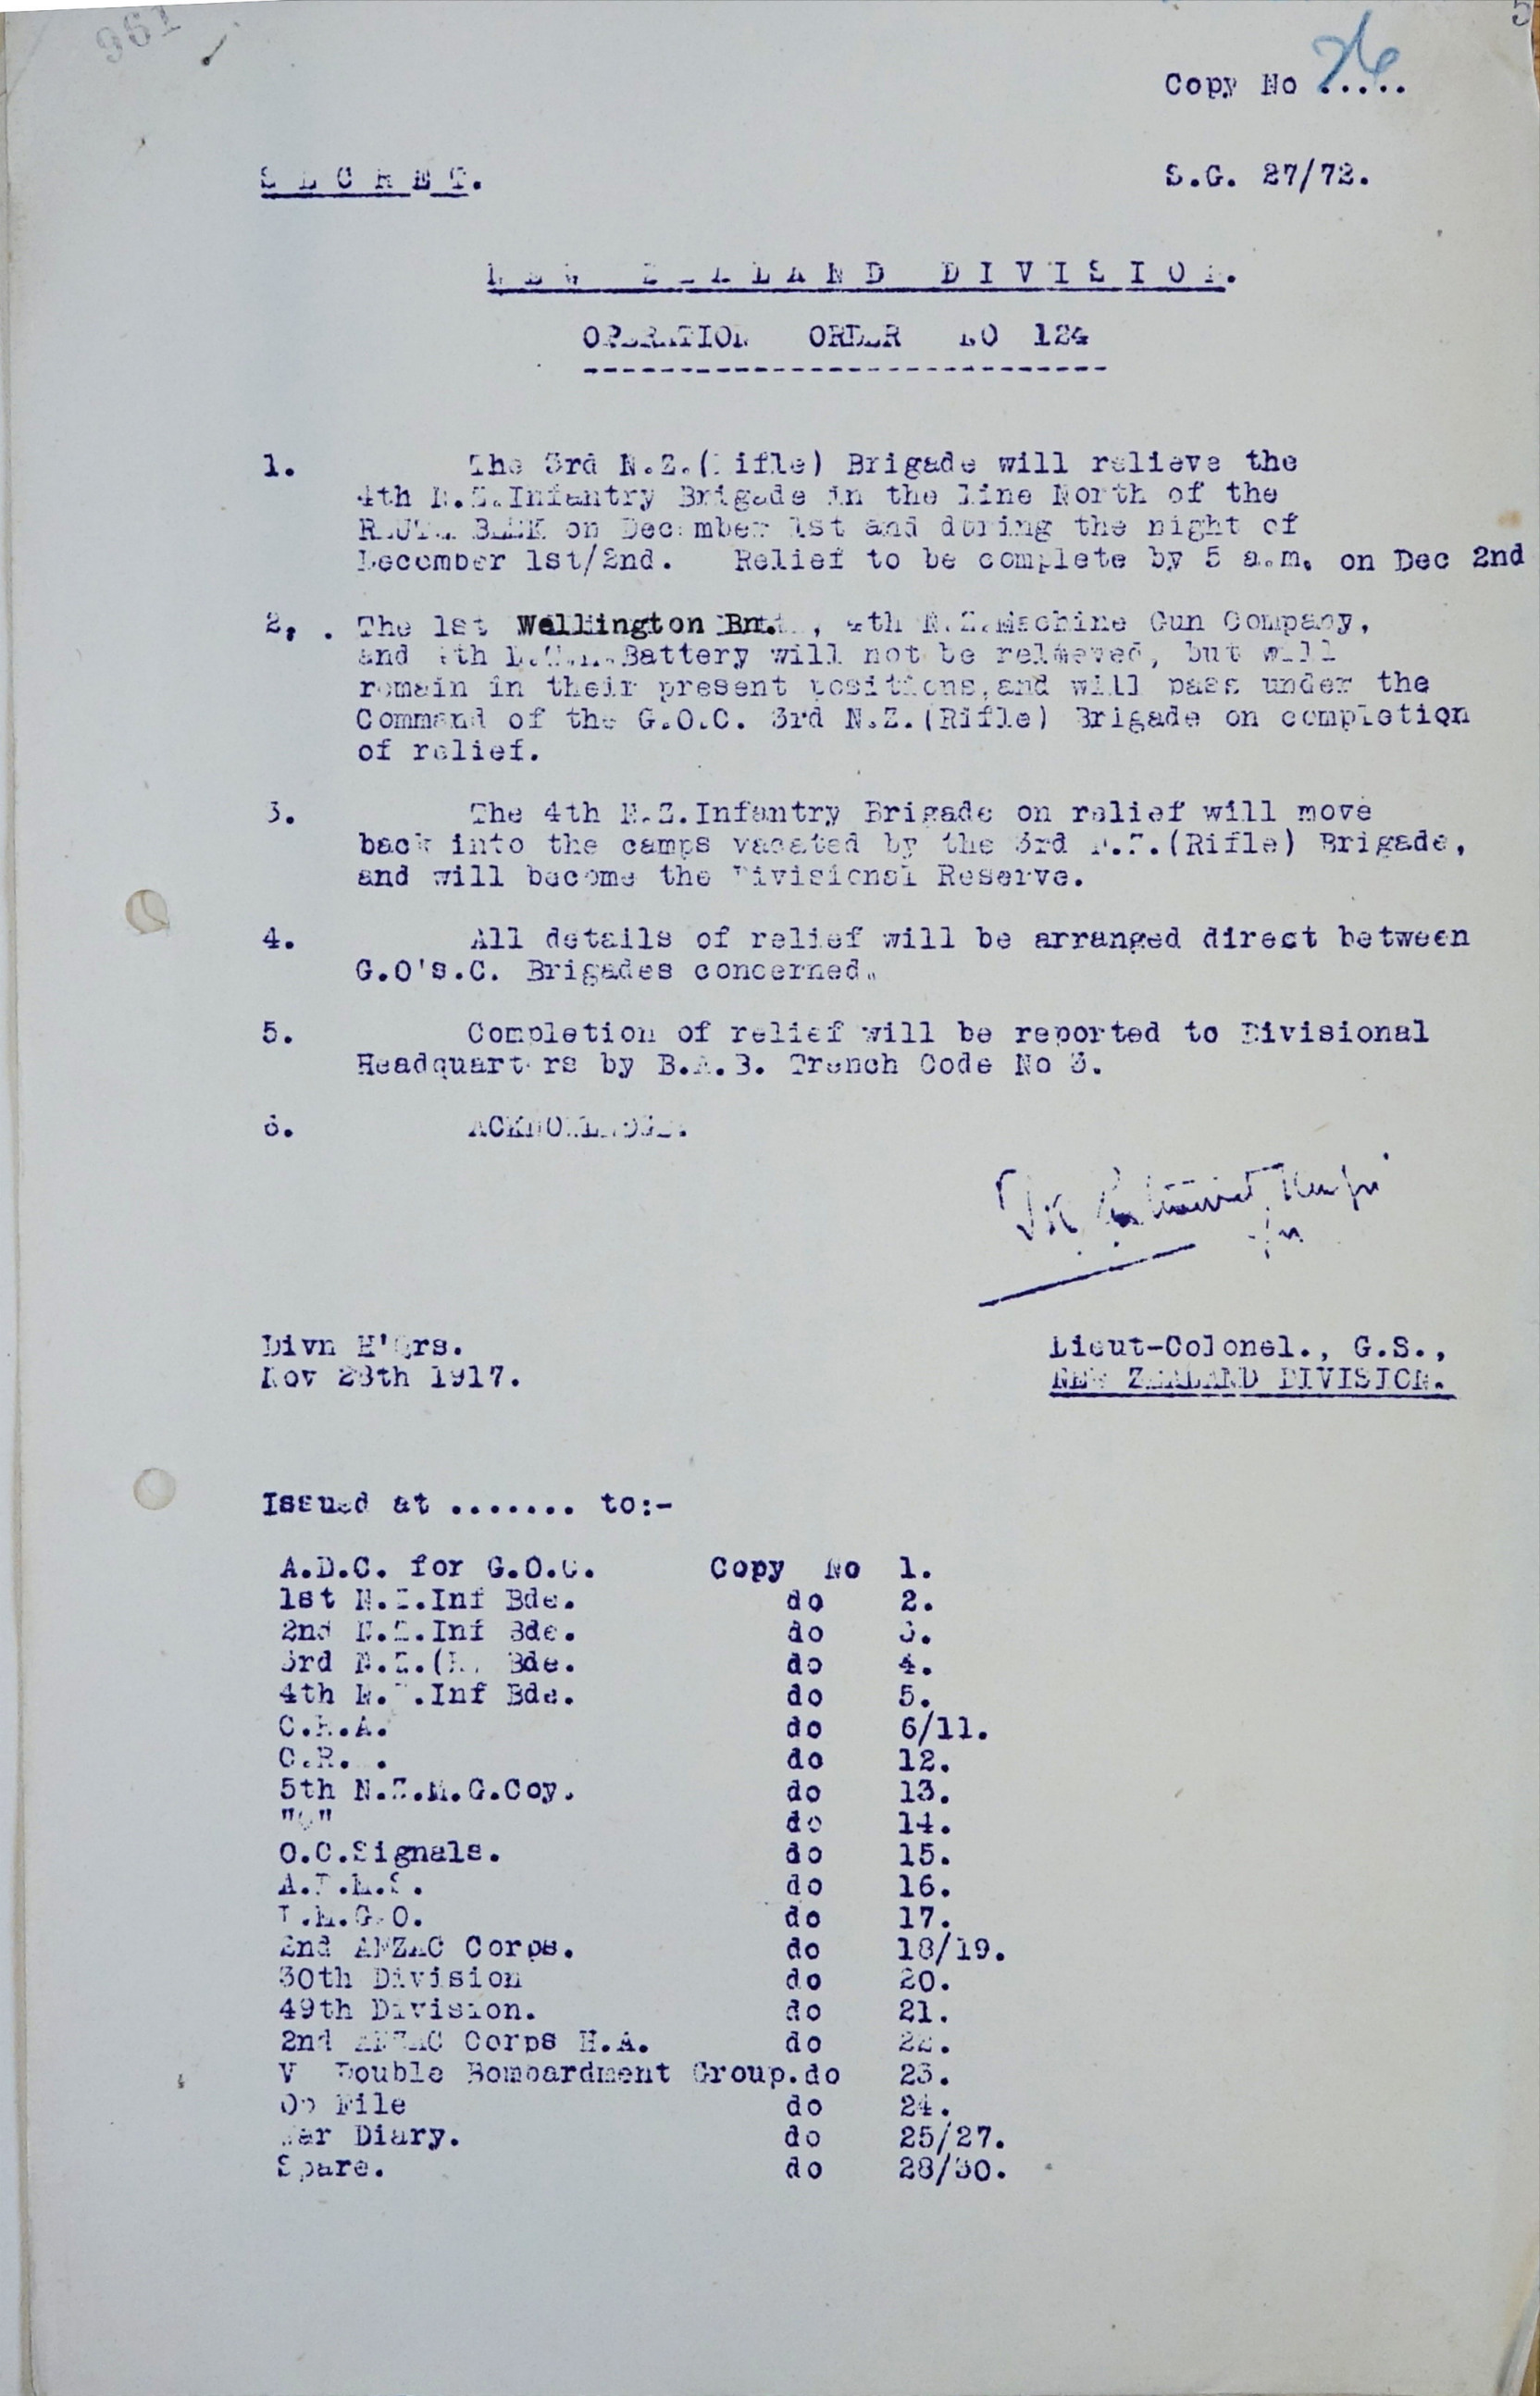 961
5
Copy No 26.....
SECRET.
S.G. 27/72.
NEW ZEALAND DIVISION.
OPERATION ORDER NO 124
1. The 3rd N.Z.(Rifle) Brigade will relieve the
4th N.Z.Infantry Brigade in the line North of the
REUTEL BEEK on December 1st and during the night of
December 1st/2nd. Relief to be complete by 5 a.m. on Dec 2nd
2. . The 1st Wellington Bn. , 4th N.Z.Machine Gun Company,
and 4th L.T.M.Battery will not be relieved, but will
remain in their present positions,and will pass under the
Command of the G.O.C. 3rd N.Z.(Rifle) Brigade on completion
of relief.
3. The 4th N.Z.Infantry Brigade on relief will move
back into the camps vacated by the 3rd N.Z.(Rifle) Brigade,
and will become the Divisional Reserve.
4. All details of relief will be arranged direct between
G.O's.C. Brigades concerned.
5. Completion of relief will be reported to Divisional
Headquarters by B.A.B. Trench Code No 3.
6. ACKNOWLEDGE.
Divn H'Qrs.
Nov 28th 1917.
Lieut-Colonel., G.S.,
NEW ZEALAND DIVISION.
Issued at ....... to:-
A.D.C. for G.O.C. Copy No 1.
1st N.Z.Inf Bde. do 2.
2nd N.Z.Inf Bde. do 3.
3rd N.Z.(R) Bde. do 4.
4th N.Z.Inf Bde. do 5.
C.R.A. do 6/11.
C.R.E. do 12.
5th N.Z.M.G.Coy. do 13.
"Q" do 14.
O.C.Signals. do 15.
A.D.M.S. do 16.
D.M.G.O. do 17.
2nd ANZAC Corps. do 18/19.
30th Division do 20.
49th Division. do 21.
2nd ANZAC Corps H.A. do 22.
V Double Bombardment Group.do 23.
Op File do 24.
War Diary. do 25/27.
Spare. do 28/30.